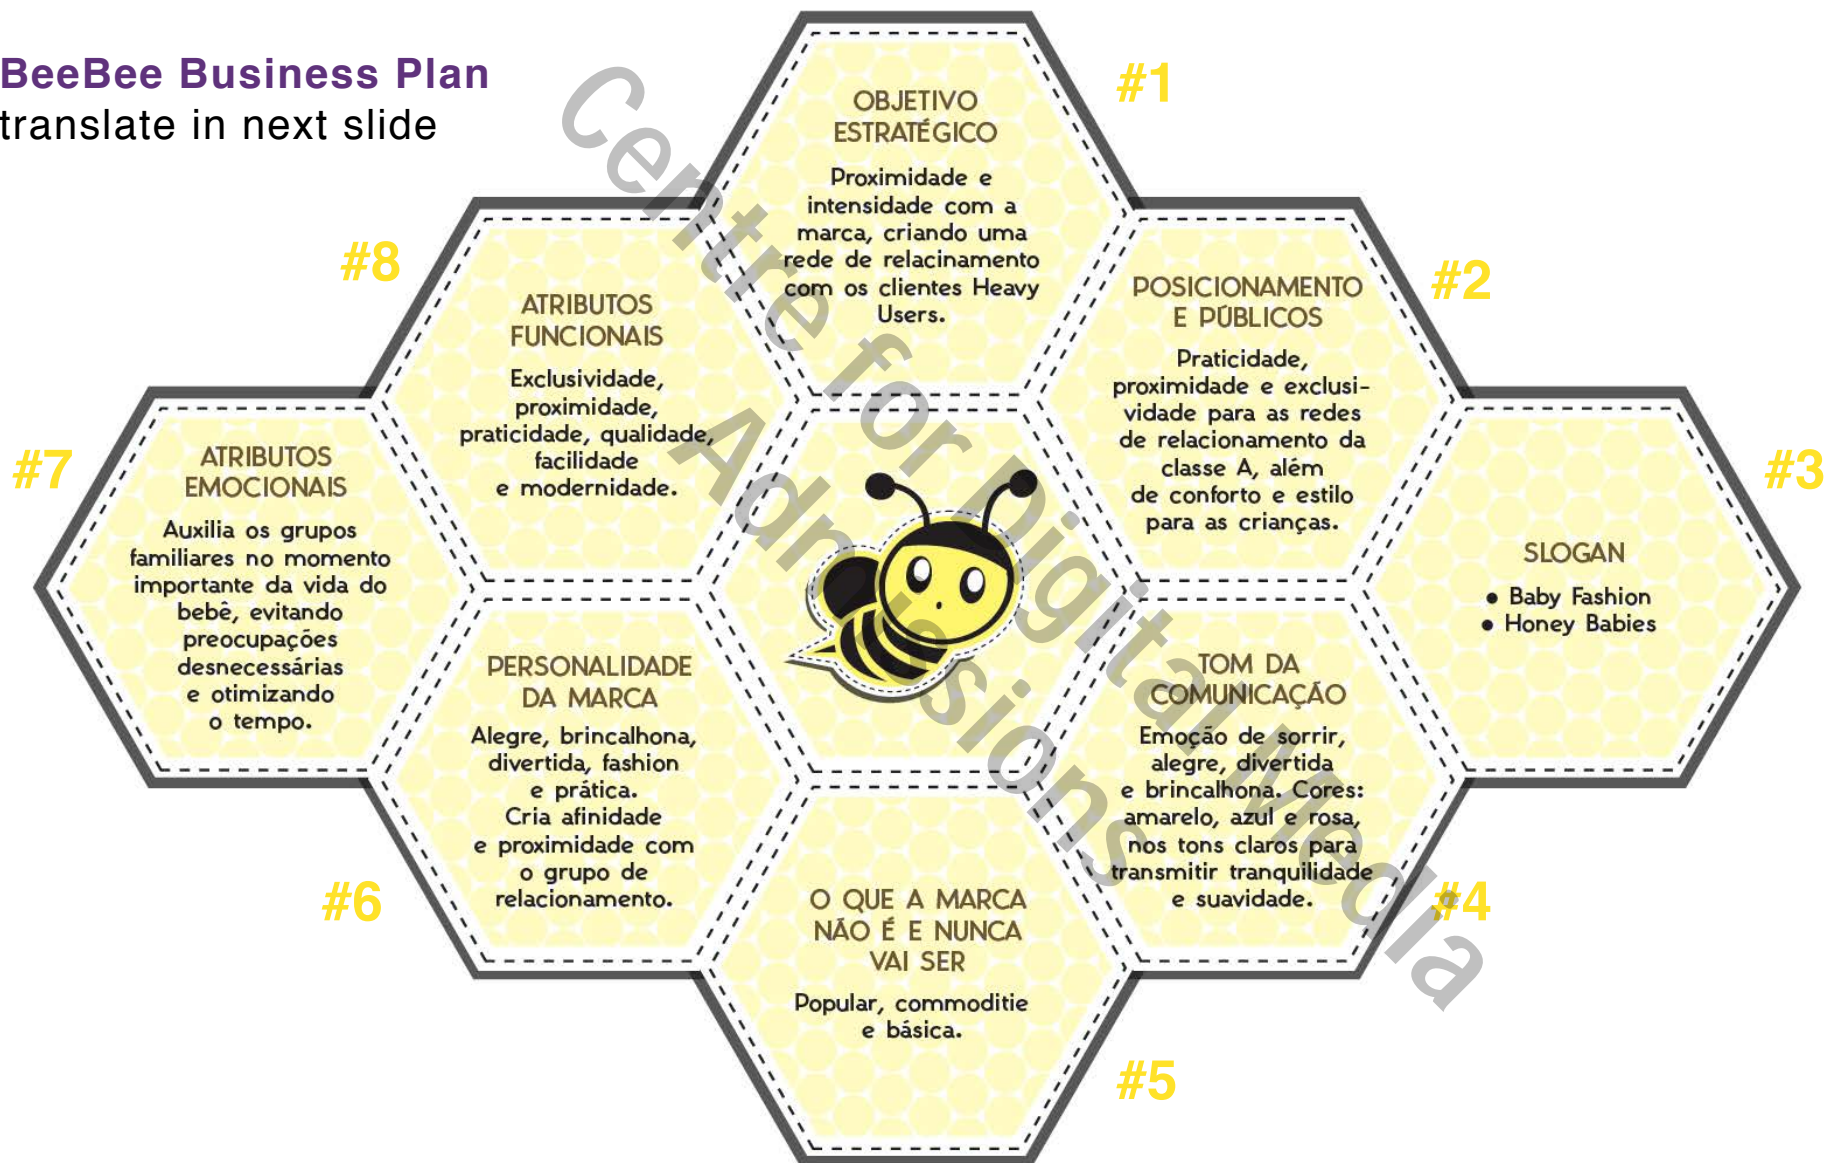 BeeBee Business Plan
translate in next slide
#1
OBJETIVO
ESTRATÉGICO
Proximidade e
intensidade com a
marca, criando uma
rede de relacinamento
com os clientes Heavy
Users.
#2
POSICIONAMENTO
E PÚBLICOS
Praticidade,
proximidade e exclusi-
vidade para as redes
de relacionamento da
classe A, além
de conforto e estilo
para as crianças.
#3
SLOGAN
• Baby Fashion
• Honey Babies
#4
TOM DA
COMUNICAÇÃO
Emoção de sorrir,
alegre, divertida
e brincalhona. Cores:
amarelo, azul e rosa,
nos tons claros para
transmitir tranquilidade
e suavidade.
#5
O QUE A MARCA
NÃO É E NUNCA
VAI SER
Popular, commoditie
e básica.
#6
PERSONALIDADE
DA MARCA
Alegre, brincalhona,
divertida, fashion
e prática.
Cria afinidade
e proximidade com
o grupo de
relacionamento.
#7
ATRIBUTOS
EMOCIONAIS
Auxilia os grupos
familiares no momento
importante da vida do
bebê, evitando
preocupações
desnecessárias
e otimizando
o tempo.
#8
ATRIBUTOS
FUNCIONAIS
Exclusividade,
proximidade,
praticidade, qualidade,
facilidade
e modernidade.
Centre for Digital Media
Admissions